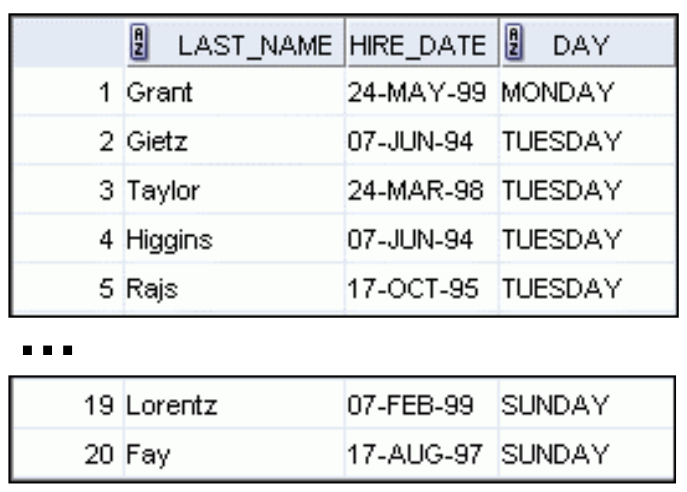 LAST_NAME HIRE_DATE DAY
1 Grant 24-MAY-99 MONDAY
2 Gietz 07-JUN-94 TUESDAY
3 Taylor 24-MAR-98 TUESDAY
4 Higgins 07-JUN-94 TUESDAY
5 Rajs 17-OCT-95 TUESDAY
...
19 Lorentz 07-FEB-99 SUNDAY
20 Fay 17-AUG-97 SUNDAY